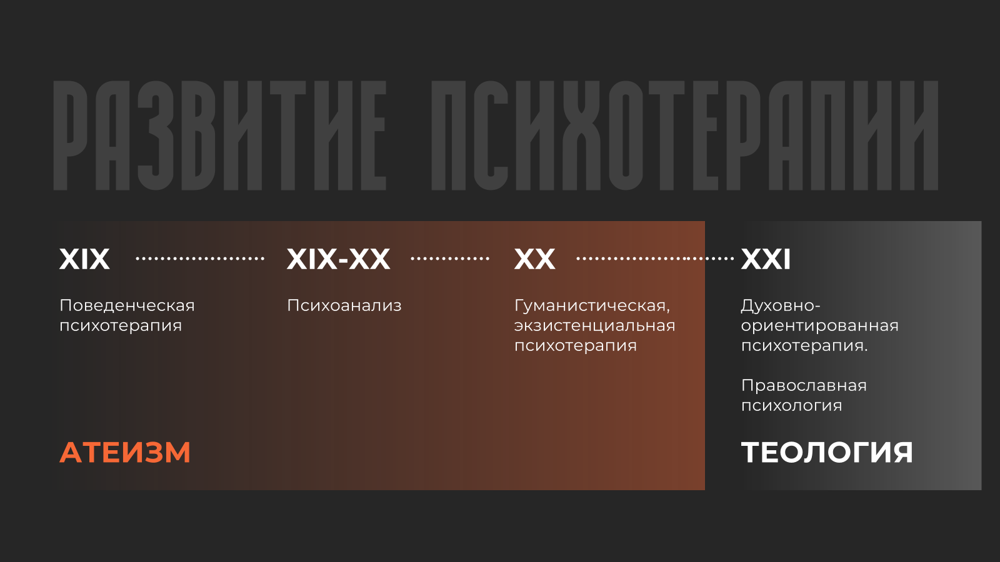 РАЗВИТИЕ ПСИХОТЕРАПИИ
XIX
XIX-XX
XX
XXI
Поведенческая
психотерапия
Психоанализ
Гуманистическая,
экзистенциальная
психотерапия
Духовно-
ориентированная
психотерапия.
Православная
психология
АТЕИЗМ
ТЕОЛОГИЯ